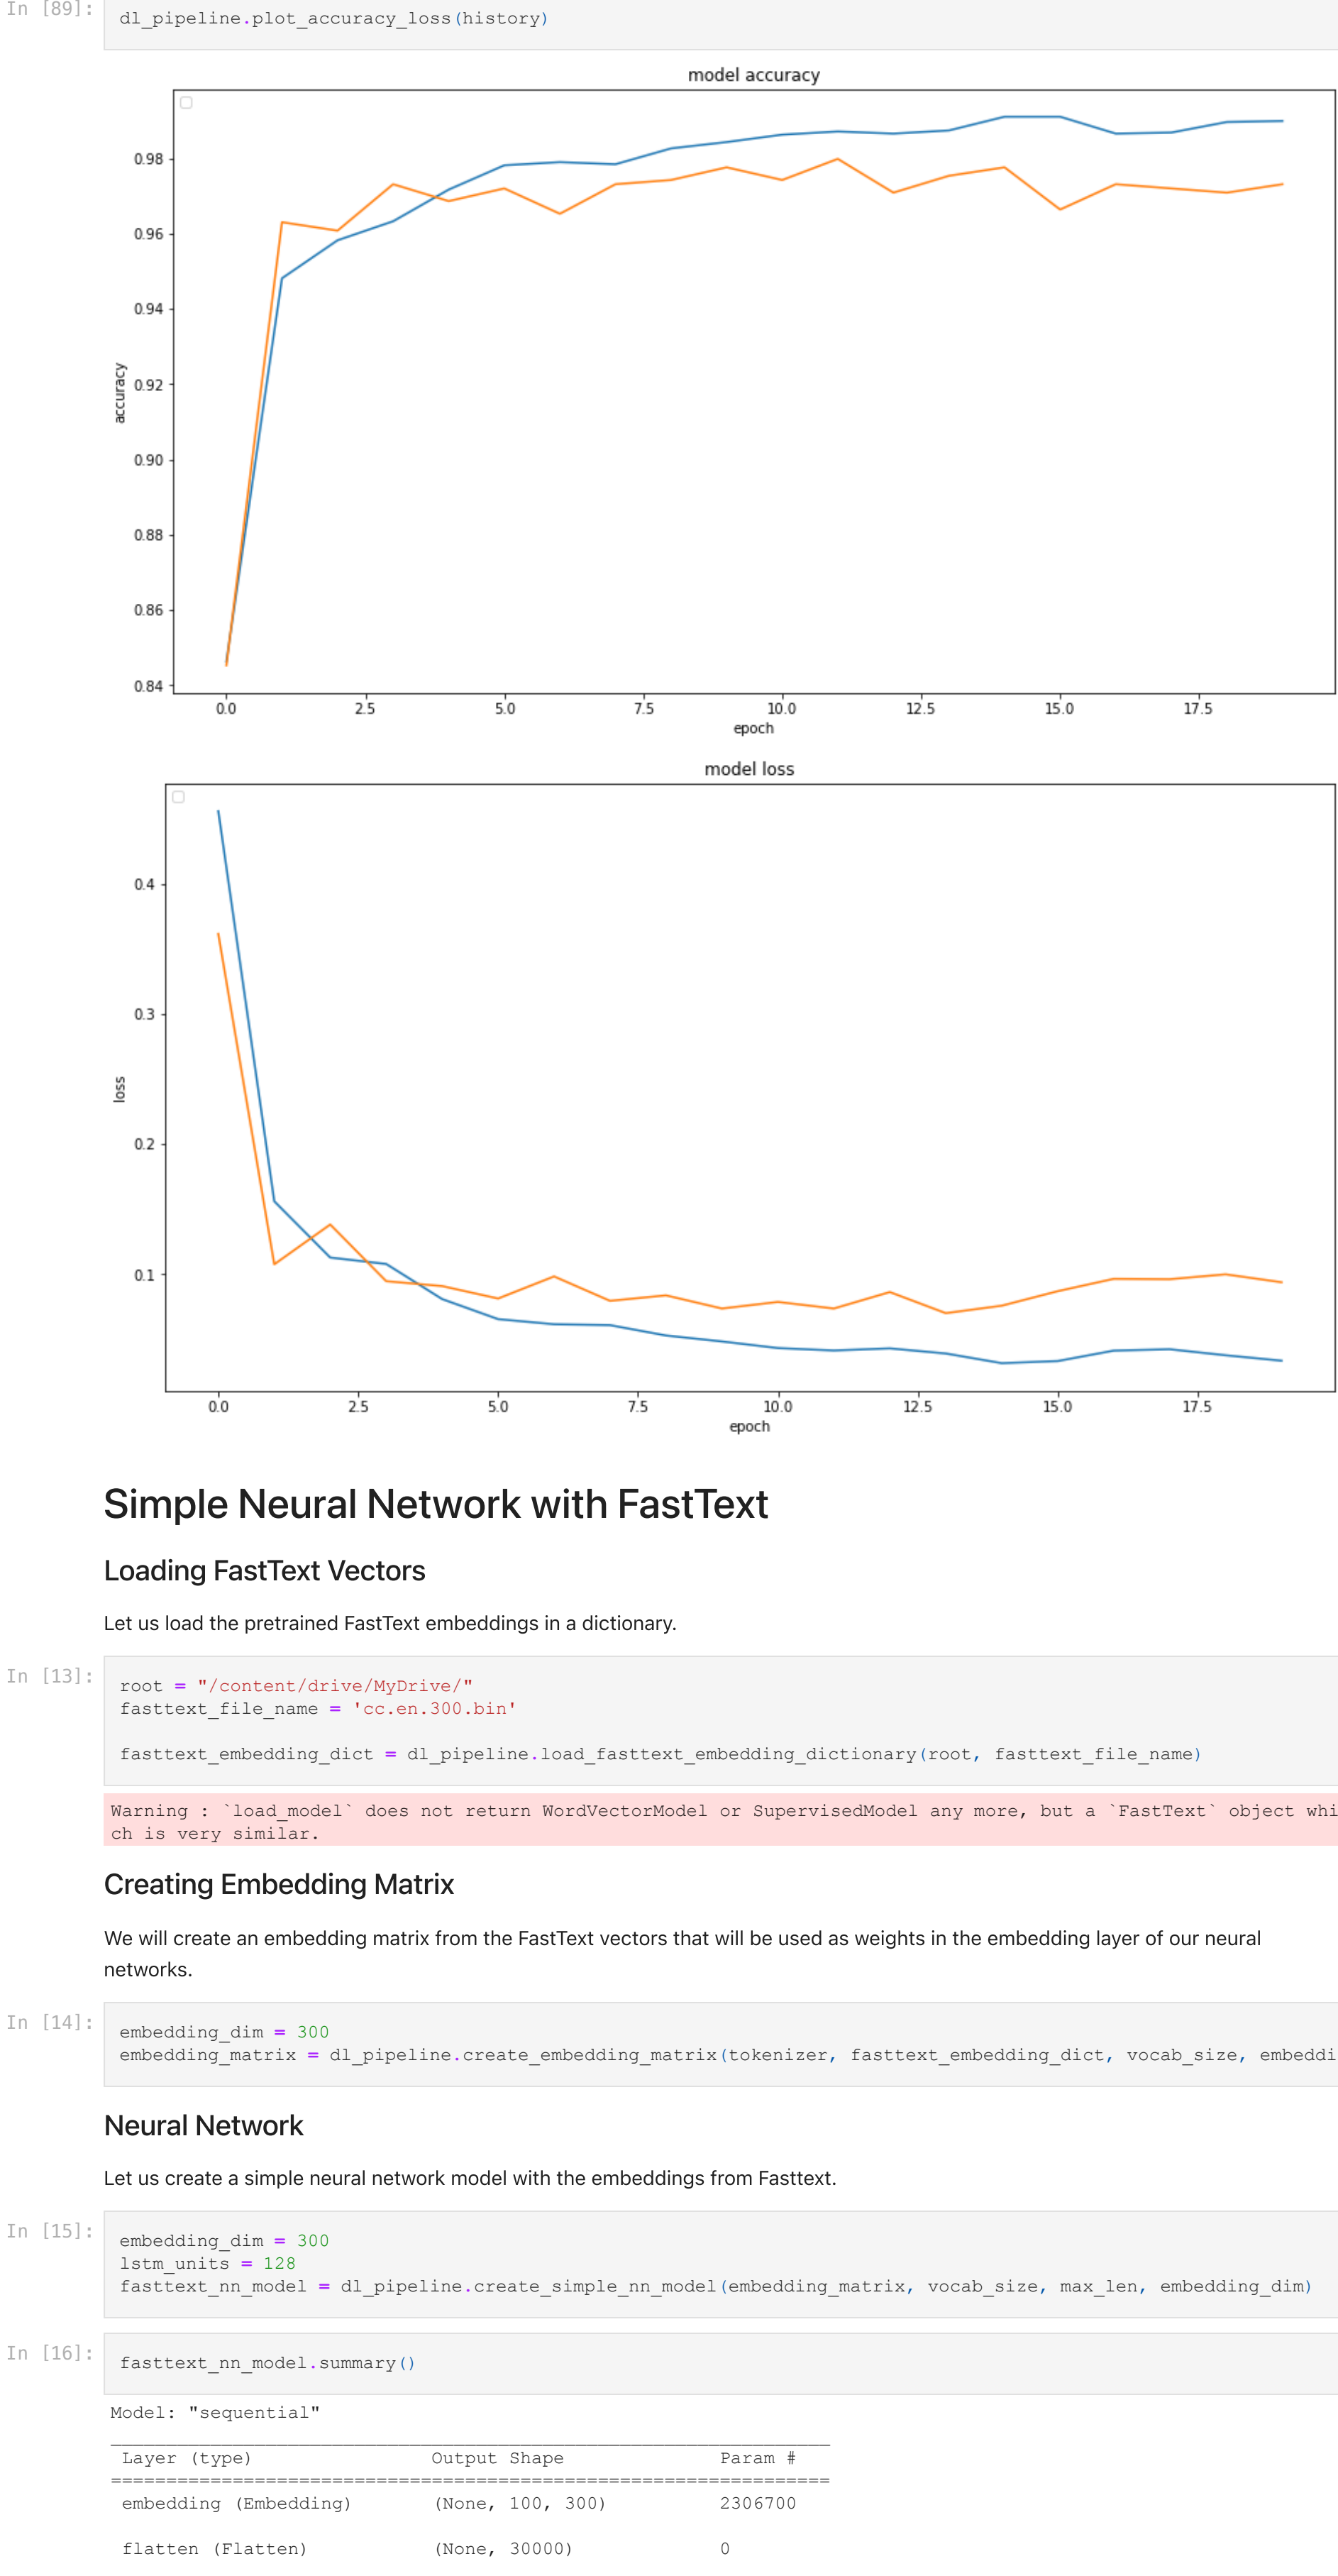 In [89]:
dl_pipeline.plot_accuracy_loss(history)
model accuracy
0.98
0.96
0.94
0.92
0.90
0.88
0.86
0.84
accuracy
0.0 2.5 5.0 7.5 10.0 12.5 15.0 17.5
epoch
model loss
0.4
0.3
0.2
0.1
loss
0.0 2.5 5.0 7.5 10.0 12.5 15.0 17.5
epoch
Simple Neural Network with FastText
Loading FastText Vectors
Let us load the pretrained FastText embeddings in a dictionary.
In [13]:
root = "/content/drive/MyDrive/"
fasttext_file_name = 'cc.en.300.bin'
fasttext_embedding_dict = dl_pipeline.load_fasttext_embedding_dictionary(root, fasttext_file_name)
Warning : `load_model` does not return WordVectorModel or SupervisedModel any more, but a `FastText` object whi
ch is very similar.
Creating Embedding Matrix
We will create an embedding matrix from the FastText vectors that will be used as weights in the embedding layer of our neural
networks.
In [14]:
embedding_dim = 300
embedding_matrix = dl_pipeline.create_embedding_matrix(tokenizer, fasttext_embedding_dict, vocab_size, embeddi
Neural Network
Let us create a simple neural network model with the embeddings from Fasttext.
In [15]:
embedding_dim = 300
lstm_units = 128
fasttext_nn_model = dl_pipeline.create_simple_nn_model(embedding_matrix, vocab_size, max_len, embedding_dim)
In [16]:
fasttext_nn_model.summary()
Model: "sequential"
Layer (type) Output Shape Param #
=================================================================
embedding (Embedding) (None, 100, 300) 2306700
flatten (Flatten) (None, 30000) 0